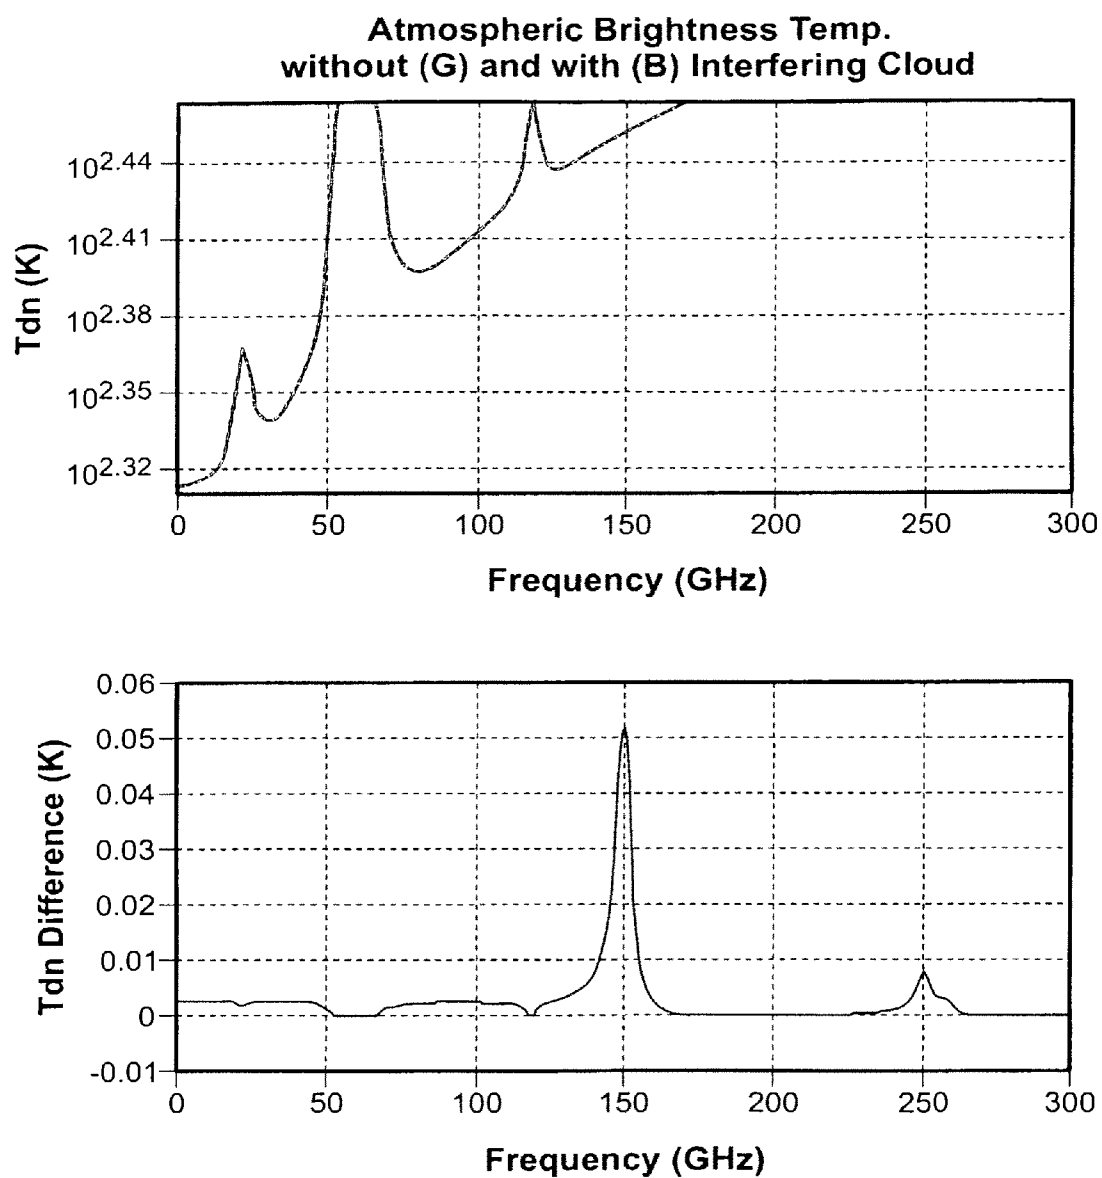 Atmospheric Brightness Temp.
without (G) and with (B) Interfering Cloud
Tdn (K)
10^2.44
10^2.41
10^2.38
10^2.35
10^2.32
0 50 100 150 200 250 300
Frequency (GHz)
Tdn Difference (K)
0.06
0.05
0.04
0.03
0.02
0.01
0
-0.01
0 50 100 150 200 250 300
Frequency (GHz)